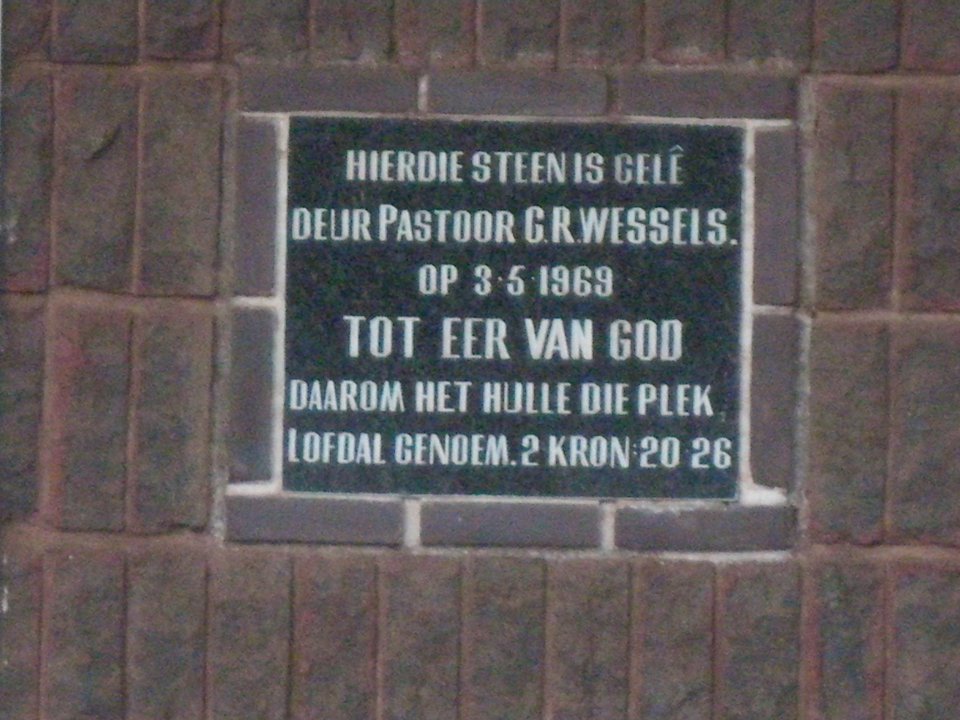 HIERDIE STEEN IS GELÊ
DEUR PASTOOR G.R.WESSELS.
OP 3·5·1969
TOT EER VAN GOD
DAAROM HET HULLE DIE PLEK
LOFDAL GENOEM. 2 KRON:20·26